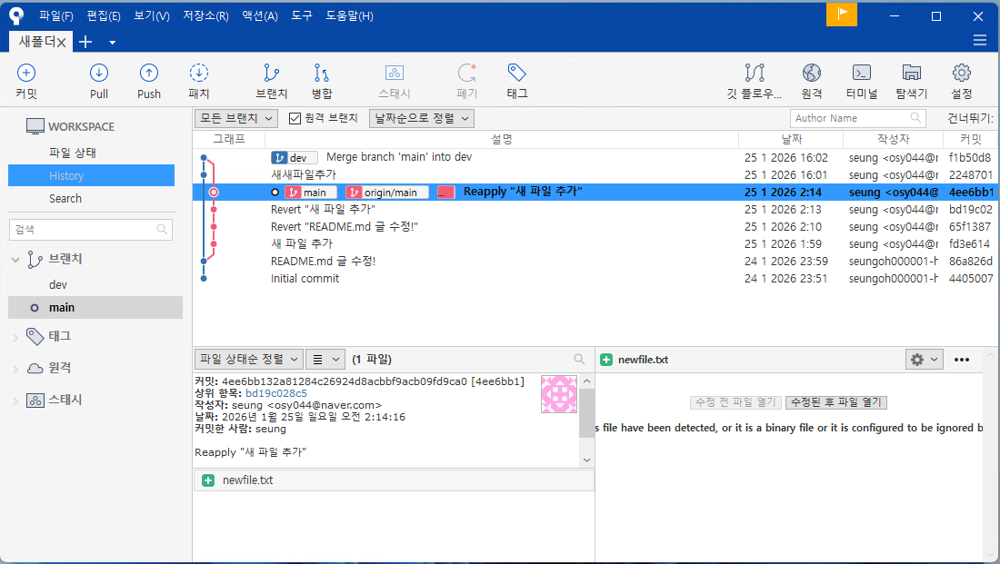 파일(F) 편집(E) 보기(V) 저장소(R) 액션(A) 도구 도움말(H)
새폴더
커밋 Pull Push 패치 브랜치 병합 스태시 폐기 태그 깃 플로우... 원격 터미널 탐색기 설정
WORKSPACE
파일 상태
History
Search
검색
브랜치
dev
main
태그
원격
스태시
모든 브랜치 원격 브랜치 날짜순으로 정렬 Author Name 건너뛰기:
그래프 설명 날짜 작성자 커밋
dev Merge branch 'main' into dev 25 1 2026 16:02 seung <osy044@r f1b50d8
새새파일추가 25 1 2026 16:01 seung <osy044@r 2248701
main origin/main ... Reapply "새 파일 추가" 25 1 2026 2:14 seung <osy044@ 4ee6bb1
Revert "새 파일 추가" 25 1 2026 2:13 seung <osy044@r bd19c02
Revert "README.md 글 수정!" 25 1 2026 2:10 seung <osy044@r 65f1387
새 파일 추가 25 1 2026 1:59 seung <osy044@r fd3e614
README.md 글 수정! 24 1 2026 23:59 seungoh000001-h 86a826d
Initial commit 24 1 2026 23:51 seungoh000001-h 4405007
파일 상태순 정렬 (1 파일)
커밋: 4ee6bb132a81284c26924d8acbbf9acb09fd9ca0 [4ee6bb1]
상위 항목: bd19c028c5
작성자: seung <osy044@naver.com>
날짜: 2026년 1월 25일 일요일 오전 2:14:16
커밋한 사람: seung
Reapply "새 파일 추가"
newfile.txt
newfile.txt
수정 전 파일 열기 수정된 후 파일 열기
s file have been detected, or it is a binary file or it is configured to be ignored b